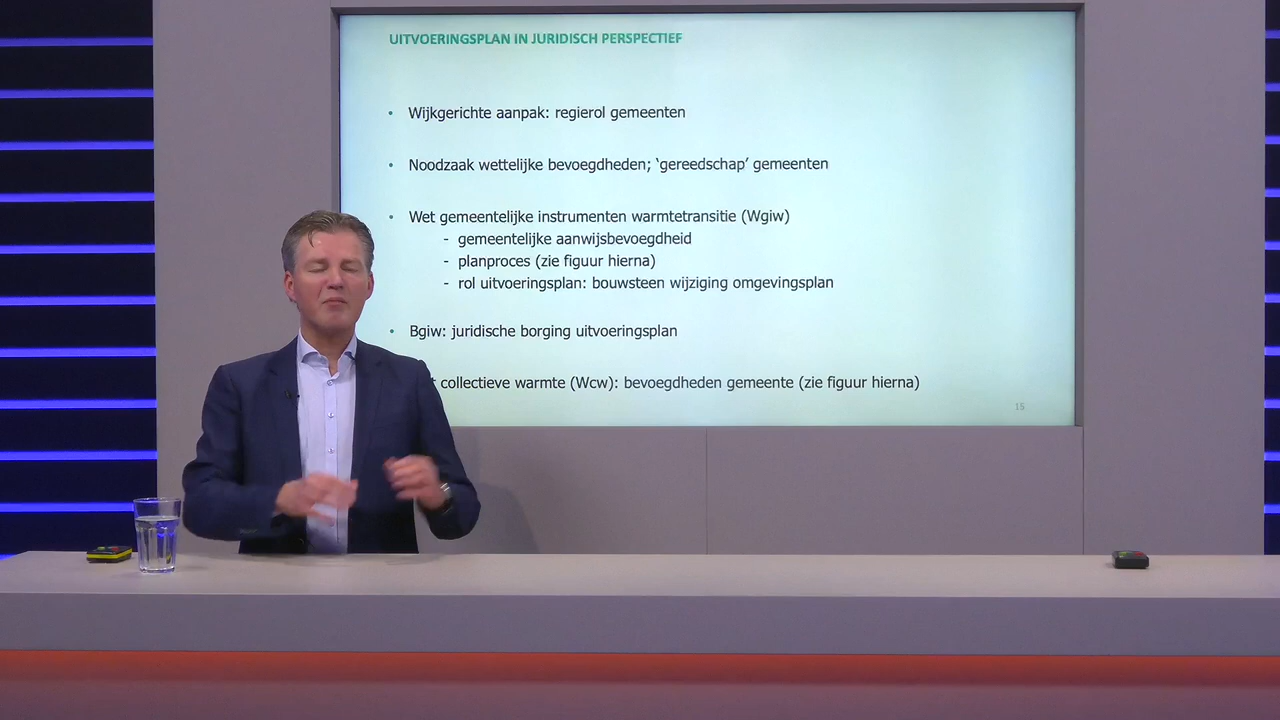 UITVOERINGSPLAN IN JURIDISCH PERSPECTIEF
• Wijkgerichte aanpak: regierol gemeenten
• Noodzaak wettelijke bevoegdheden; ‘gereedschap’ gemeenten
• Wet gemeentelijke instrumenten warmtetransitie (Wgiw)
- gemeentelijke aanwijsbevoegdheid
- planproces (zie figuur hierna)
- rol uitvoeringsplan: bouwsteen wijziging omgevingsplan
• Bgiw: juridische borging uitvoeringsplan
collectieve warmte (Wcw): bevoegdheden gemeente (zie figuur hierna)
15